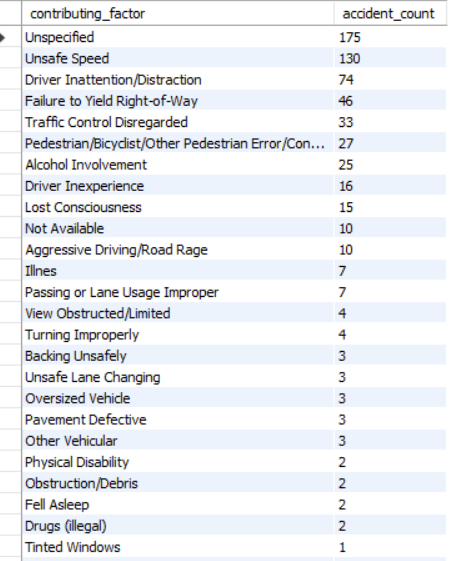 contributing_factor accident_count
Unspecified 175
Unsafe Speed 130
Driver Inattention/Distraction 74
Failure to Yield Right-of-Way 46
Traffic Control Disregarded 33
Pedestrian/Bicyclist/Other Pedestrian Error/Con... 27
Alcohol Involvement 25
Driver Inexperience 16
Lost Consciousness 15
Not Available 10
Aggressive Driving/Road Rage 10
Illnes 7
Passing or Lane Usage Improper 7
View Obstructed/Limited 4
Turning Improperly 4
Backing Unsafely 3
Unsafe Lane Changing 3
Oversized Vehicle 3
Pavement Defective 3
Other Vehicular 3
Physical Disability 2
Obstruction/Debris 2
Fell Asleep 2
Drugs (illegal) 2
Tinted Windows 1